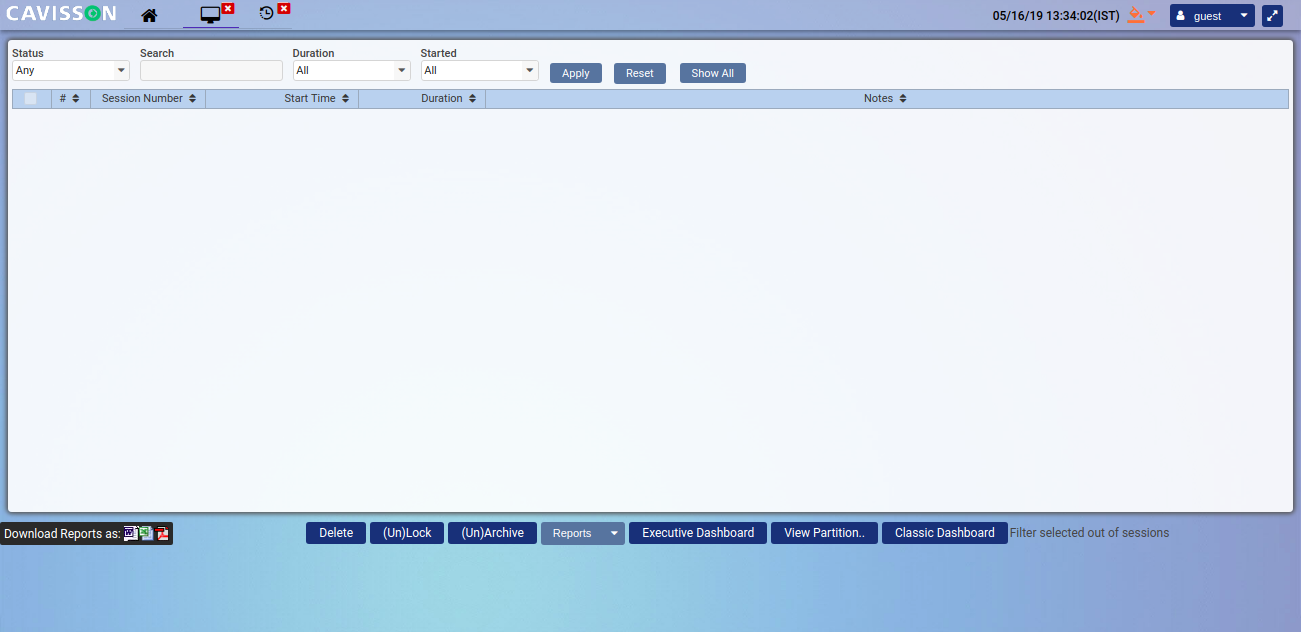 CAVISSON
05/16/19 13:34:02(IST)
guest
Status
Search
Duration
Started
Any
All
All
Apply
Reset
Show All
#
Session Number
Start Time
Duration
Notes
Download Reports as:
Delete
(Un)Lock
(Un)Archive
Reports
Executive Dashboard
View Partition..
Classic Dashboard
Filter selected out of sessions